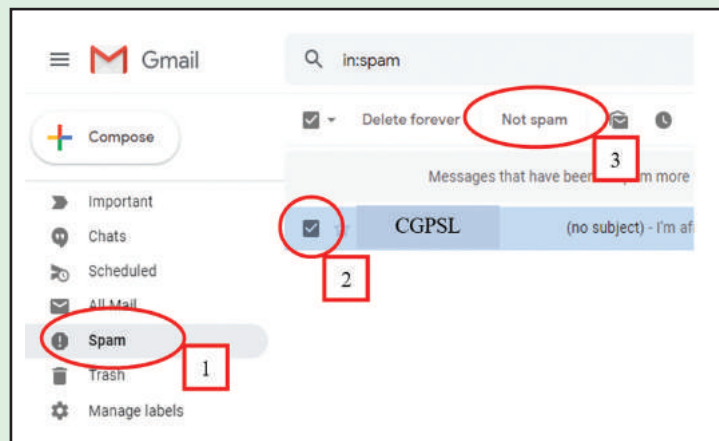 Gmail
in:spam
Compose
Delete forever
Not spam
3
Messages that have been more
Important
CGPSL
(no subject) - I'm af
Chats
2
Scheduled
All Mail
Spam
1
Trash
Manage labels